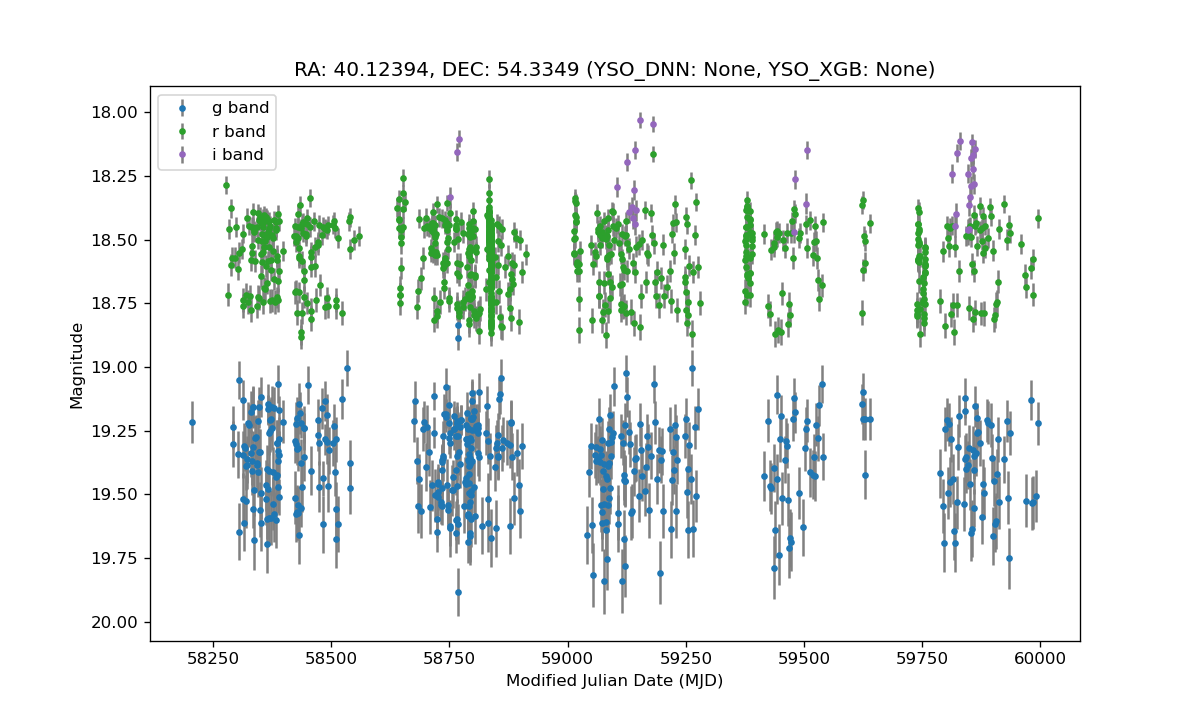 RA: 40.12394, DEC: 54.3349 (YSO_DNN: None, YSO_XGB: None)
g band
r band
i band
Magnitude
18.00
18.25
18.50
18.75
19.00
19.25
19.50
19.75
20.00
58250 58500 58750 59000 59250 59500 59750 60000
Modified Julian Date (MJD)